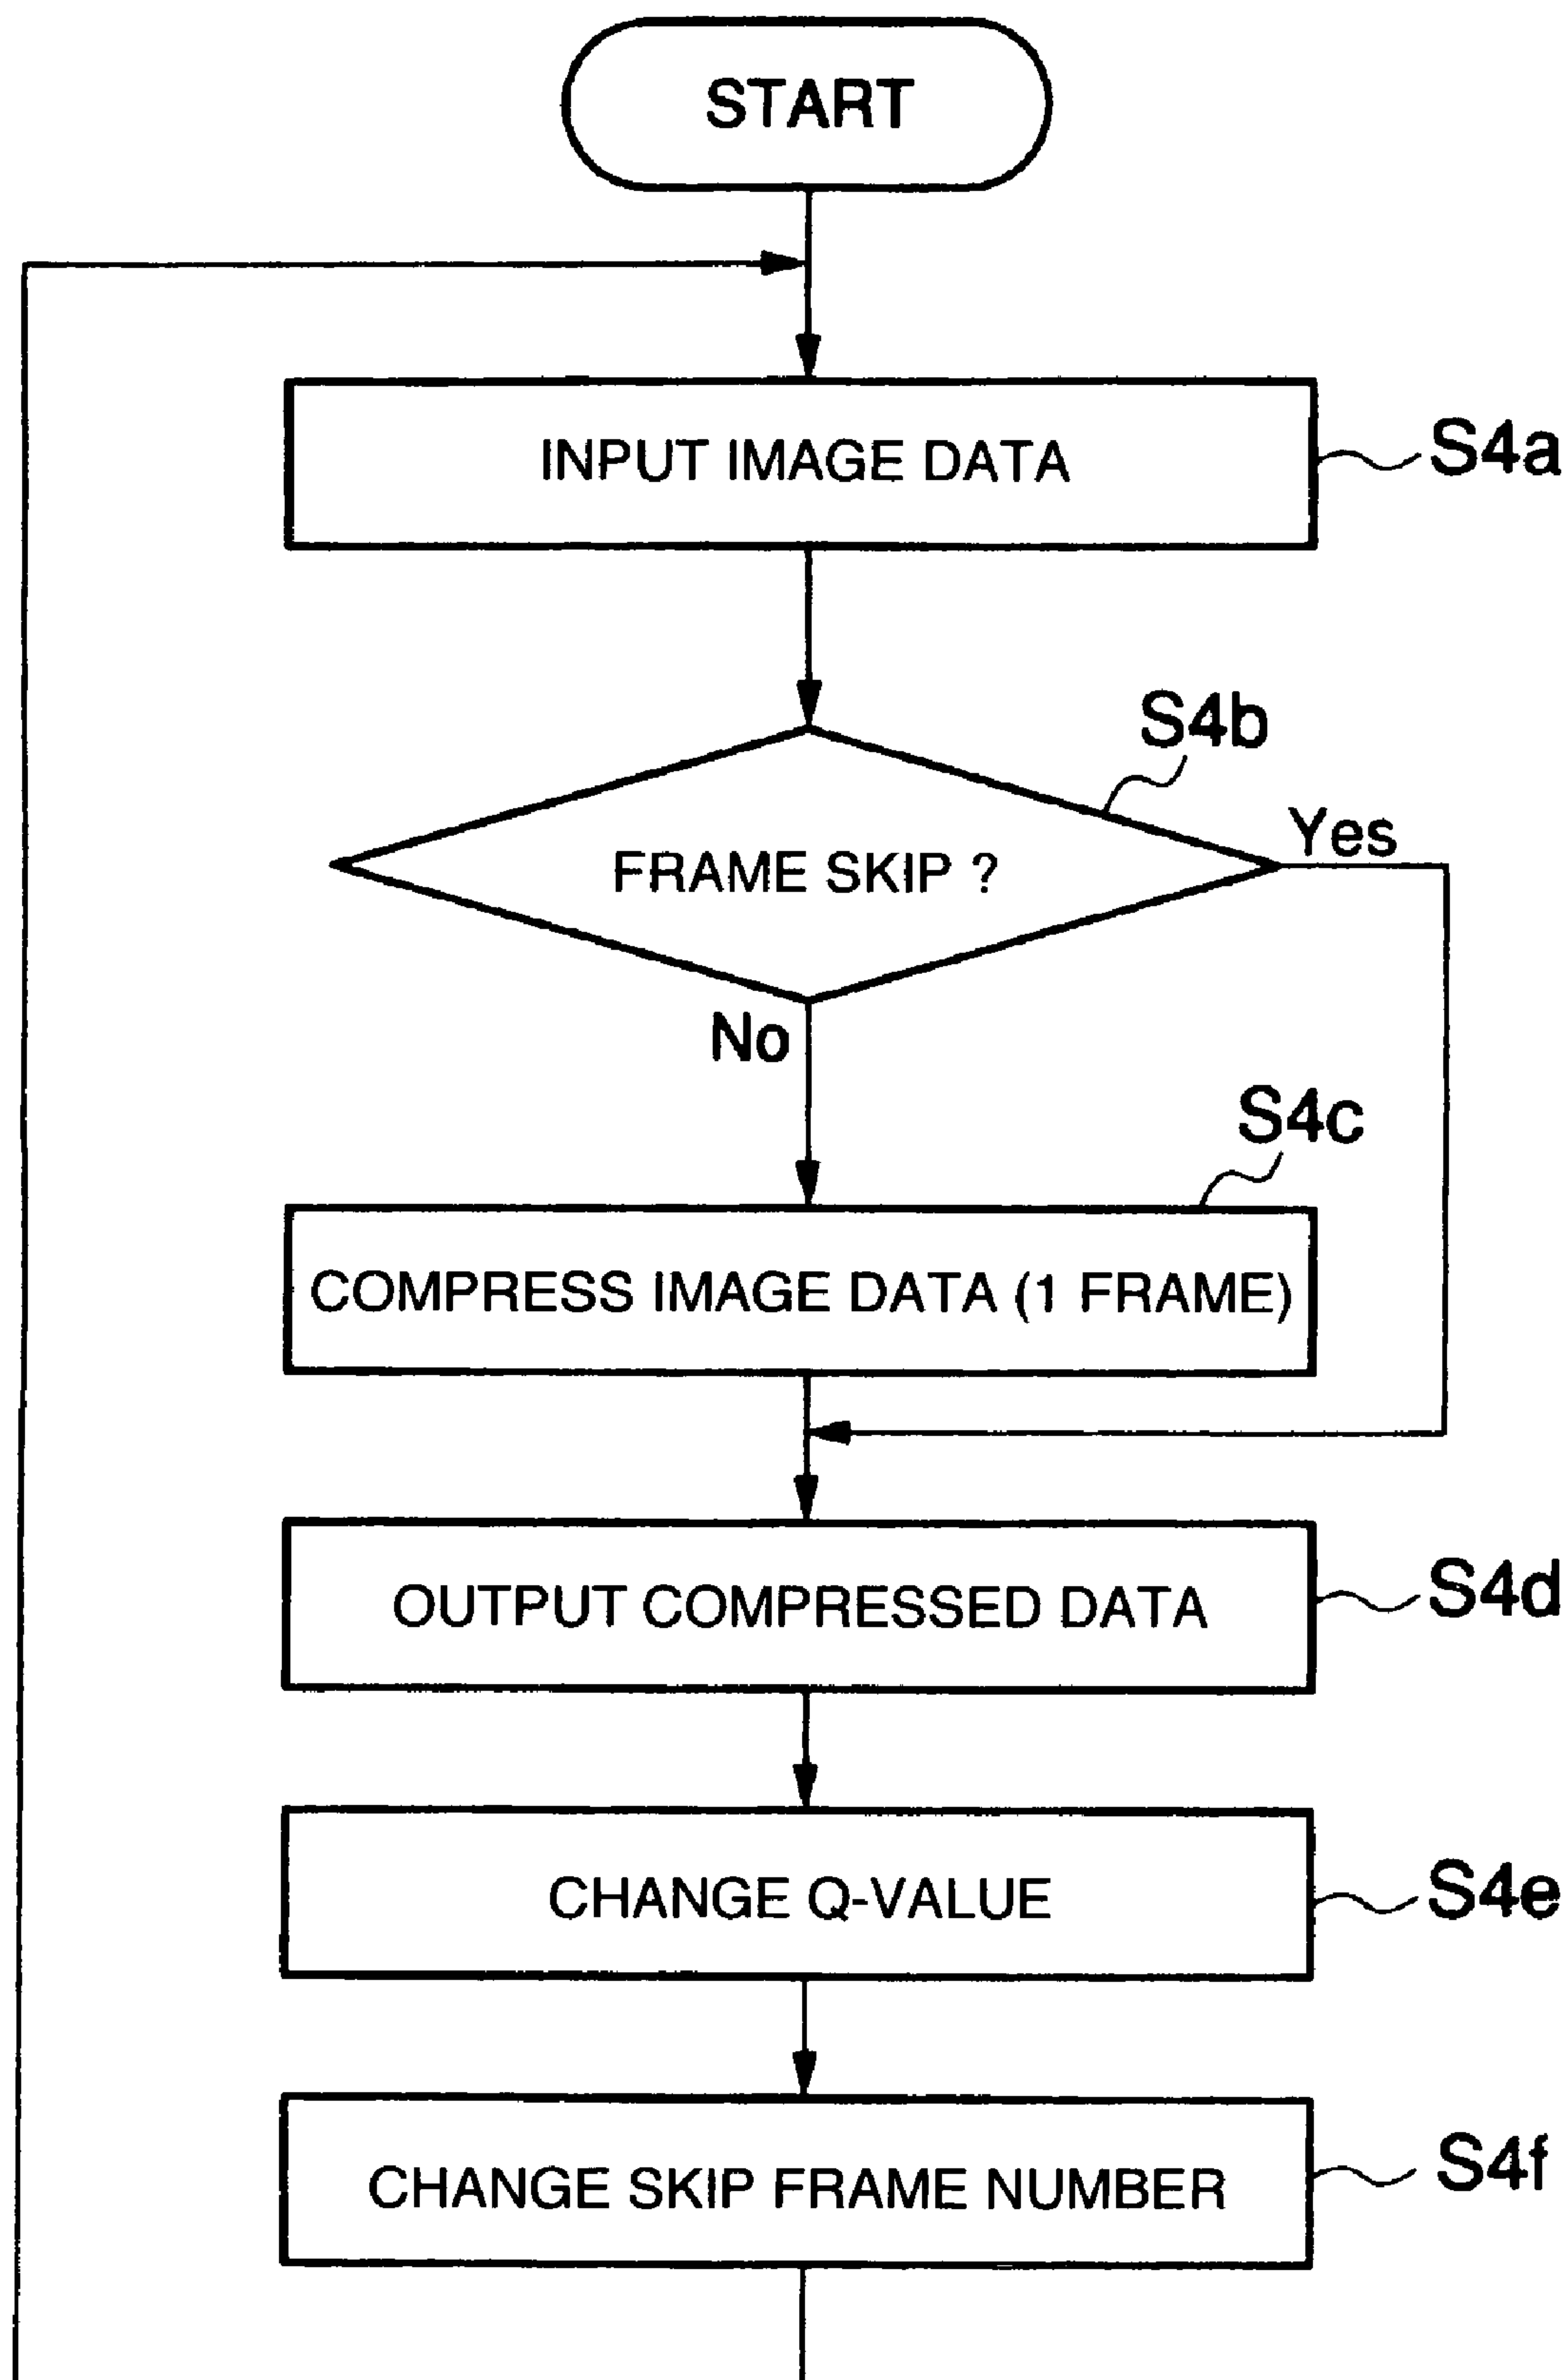 START
INPUT IMAGE DATA
S4a
S4b
FRAME SKIP ?
Yes
No
S4c
COMPRESS IMAGE DATA (1 FRAME)
OUTPUT COMPRESSED DATA
S4d
CHANGE Q-VALUE
S4e
CHANGE SKIP FRAME NUMBER
S4f